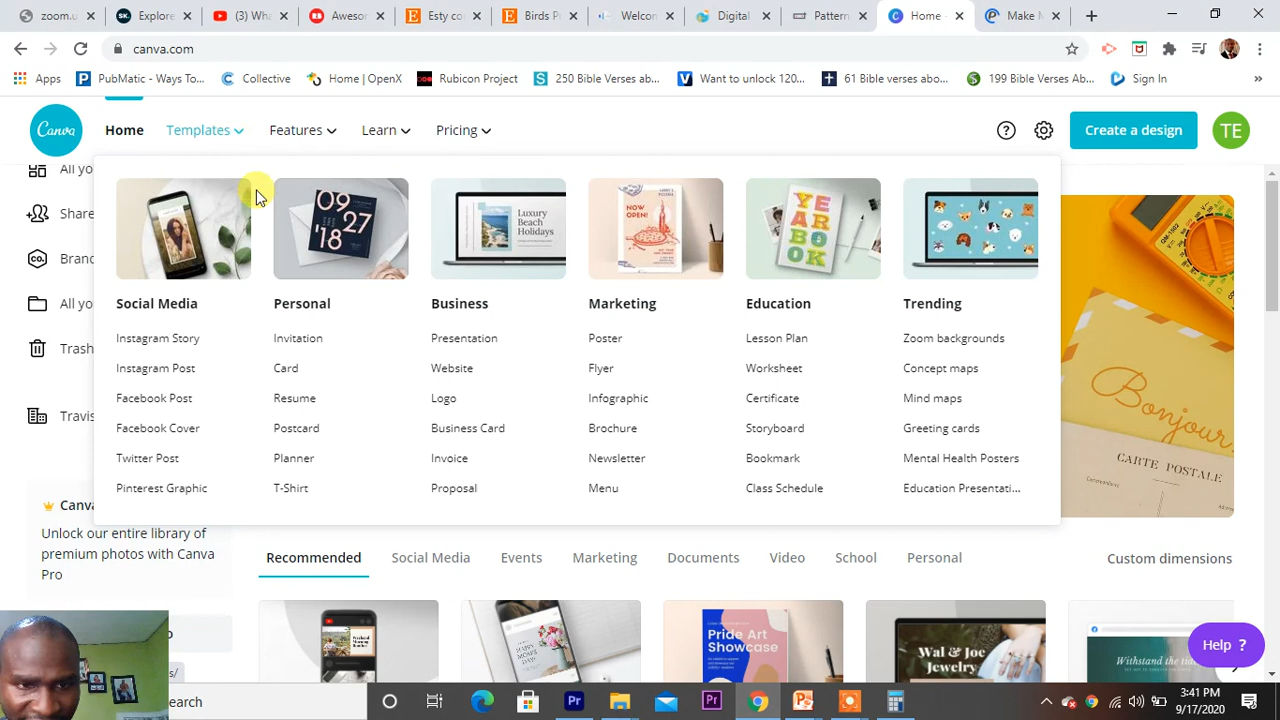 zoom.u
Explore
(3) Wha
Awesor
Esty co
Birds Pr
Welcon
Digital
Pattern
Home -
Make M
canva.com
Apps
PubMatic - Ways To...
Collective
Home | OpenX
Rubicon Project
250 Bible Verses ab...
Want to unlock 120...
61 Bible verses abo...
199 Bible Verses Ab...
Sign In
Canva
Home
Templates
Features
Learn
Pricing
Create a design
TE
All yo
Share
Brand
All yo
Trash
Travis
Social Media
Instagram Story
Instagram Post
Facebook Post
Facebook Cover
Twitter Post
Pinterest Graphic
09
27
'18
Personal
Invitation
Card
Resume
Postcard
Planner
T-Shirt
Luxury
Beach
Holidays
Business
Presentation
Website
Logo
Business Card
Invoice
Proposal
NOW
OPEN!
Marketing
Poster
Flyer
Infographic
Brochure
Newsletter
Menu
YEAR
BOOK
Education
Lesson Plan
Worksheet
Certificate
Storyboard
Bookmark
Class Schedule
Trending
Zoom backgrounds
Concept maps
Mind maps
Greeting cards
Mental Health Posters
Education Presentati...
Bonjour
CARTE POSTALE
Canva
Unlock our entire library of
premium photos with Canva
Pro
Recommended
Social Media
Events
Marketing
Documents
Video
School
Personal
Custom dimensions
Pride Art
Showcase
Wal & Joe
Jewelry
Withstand the ti
Help ?
earch
3:41 PM
9/17/2020